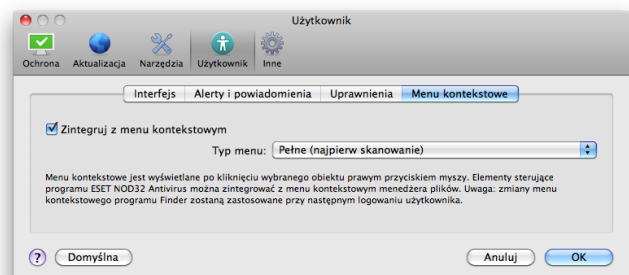 Użytkownik
Ochrona Aktualizacja Narzędzia Użytkownik Inne
Interfejs Alerty i powiadomienia Uprawnienia Menu kontekstowe
Zintegruj z menu kontekstowym
Typ menu: Pełne (najpierw skanowanie)
Menu kontekstowe jest wyświetlane po kliknięciu wybranego obiektu prawym przyciskiem myszy. Elementy sterujące
programu ESET NOD32 Antivirus można zintegrować z menu kontekstowym menedżera plików. Uwaga: zmiany menu
kontekstowego programu Finder zostaną zastosowane przy następnym logowaniu użytkownika.
? Domyślna Anuluj OK